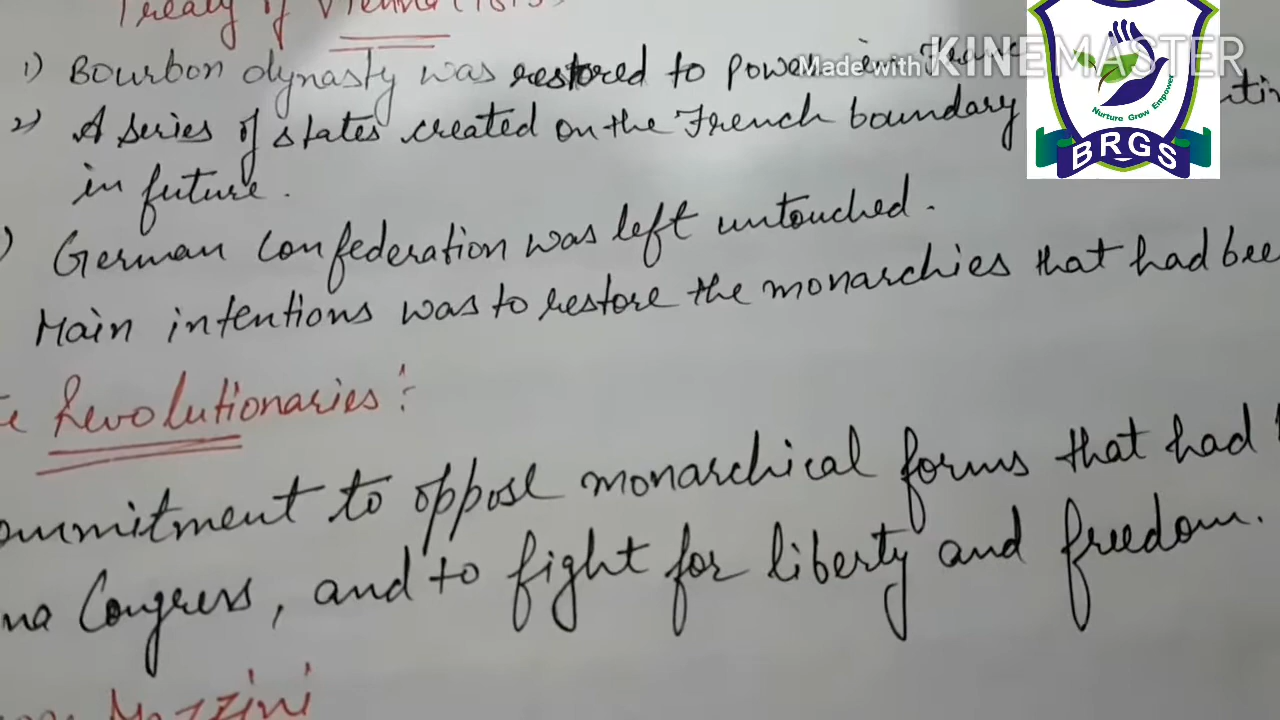 Treaty of Vienna (1815
1) Bourbon dynasty was restored to power in
Made with KINEMASTER
2) A series of states created on the French boundary
Nurture Grow Empower
BRGS
in future.
) German Confederation was left untouched.
Main intentions was to restore the monarchies that had bee
Revolutionaries:
ommitment to oppose monarchical forms that had
na Congress, and to fight for liberty and freedom.
Mazzini